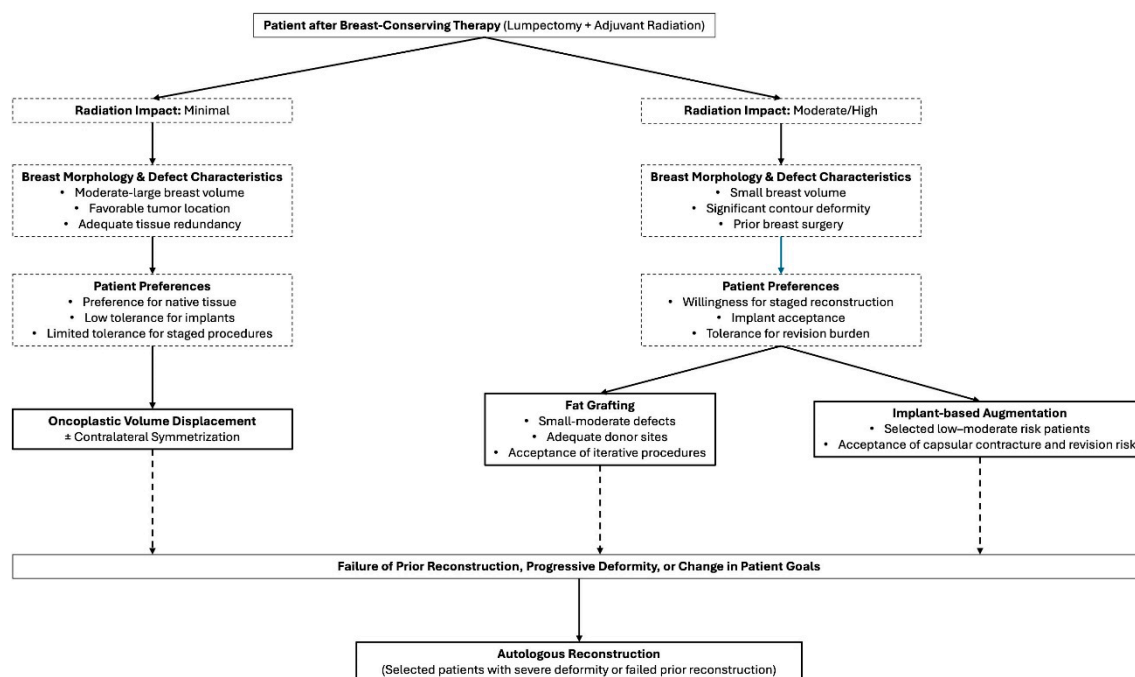 Patient after Breast-Conserving Therapy (Lumpectomy + Adjuvant Radiation)
Radiation Impact: Minimal
Radiation Impact: Moderate/High
Breast Morphology & Defect Characteristics
• Moderate-large breast volume
• Favorable tumor location
• Adequate tissue redundancy
Breast Morphology & Defect Characteristics
• Small breast volume
• Significant contour deformity
• Prior breast surgery
Patient Preferences
• Preference for native tissue
• Low tolerance for implants
• Limited tolerance for staged procedures
Patient Preferences
• Willingness for staged reconstruction
• Implant acceptance
• Tolerance for revision burden
Oncoplastic Volume Displacement
± Contralateral Symmetrization
Fat Grafting
• Small-moderate defects
• Adequate donor sites
• Acceptance of iterative procedures
Implant-based Augmentation
• Selected low–moderate risk patients
• Acceptance of capsular contracture and revision risk
Failure of Prior Reconstruction, Progressive Deformity, or Change in Patient Goals
Autologous Reconstruction
(Selected patients with severe deformity or failed prior reconstruction)